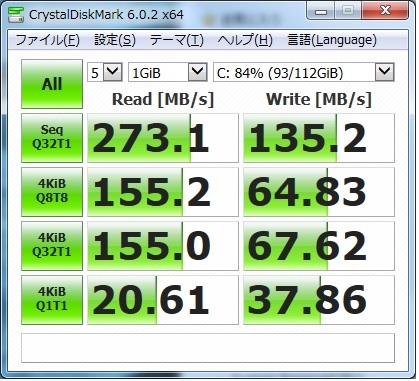 CrystalDiskMark 6.0.2 x64
ファイル(F) 設定(S) テーマ(T) ヘルプ(H) 言語(Language)
All 5 1GiB C: 84% (93/112GiB)
Read [MB/s] Write [MB/s]
Seq
Q32T1
273.1 135.2
4KiB
Q8T8
155.2 64.83
4KiB
Q32T1
155.0 67.62
4KiB
Q1T1
20.61 37.86